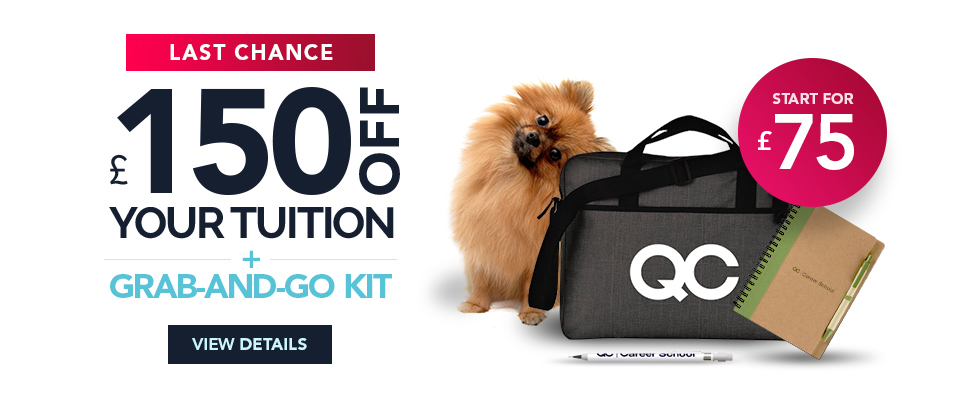 LAST CHANCE
£150 OFF
YOUR TUITION
+
GRAB-AND-GO KIT
VIEW DETAILS
START FOR
£75
QC
QC | Career School
QC | Career School